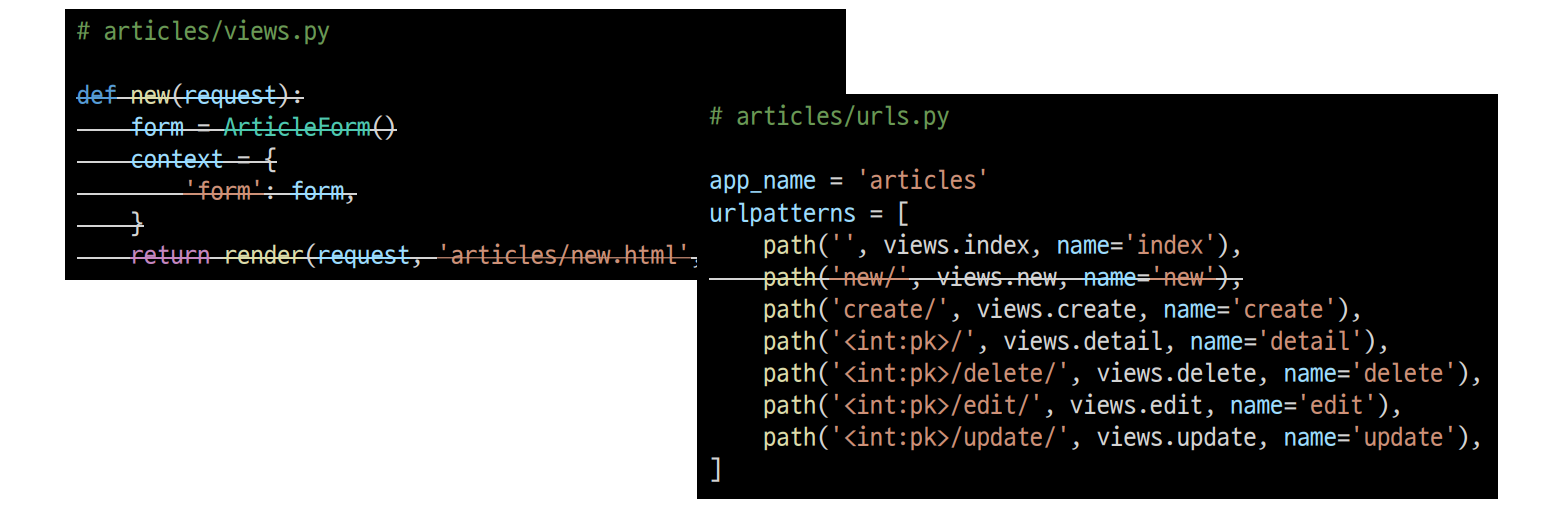 # articles/views.py
def new(request):
    form = ArticleForm()
    context = {
        'form': form,
    }
    return render(request, 'articles/new.html',
# articles/urls.py
app_name = 'articles'
urlpatterns = [
    path('', views.index, name='index'),
    path('new/', views.new, name='new'),
    path('create/', views.create, name='create'),
    path('<int:pk>/', views.detail, name='detail'),
    path('<int:pk>/delete/', views.delete, name='delete'),
    path('<int:pk>/edit/', views.edit, name='edit'),
    path('<int:pk>/update/', views.update, name='update'),
]